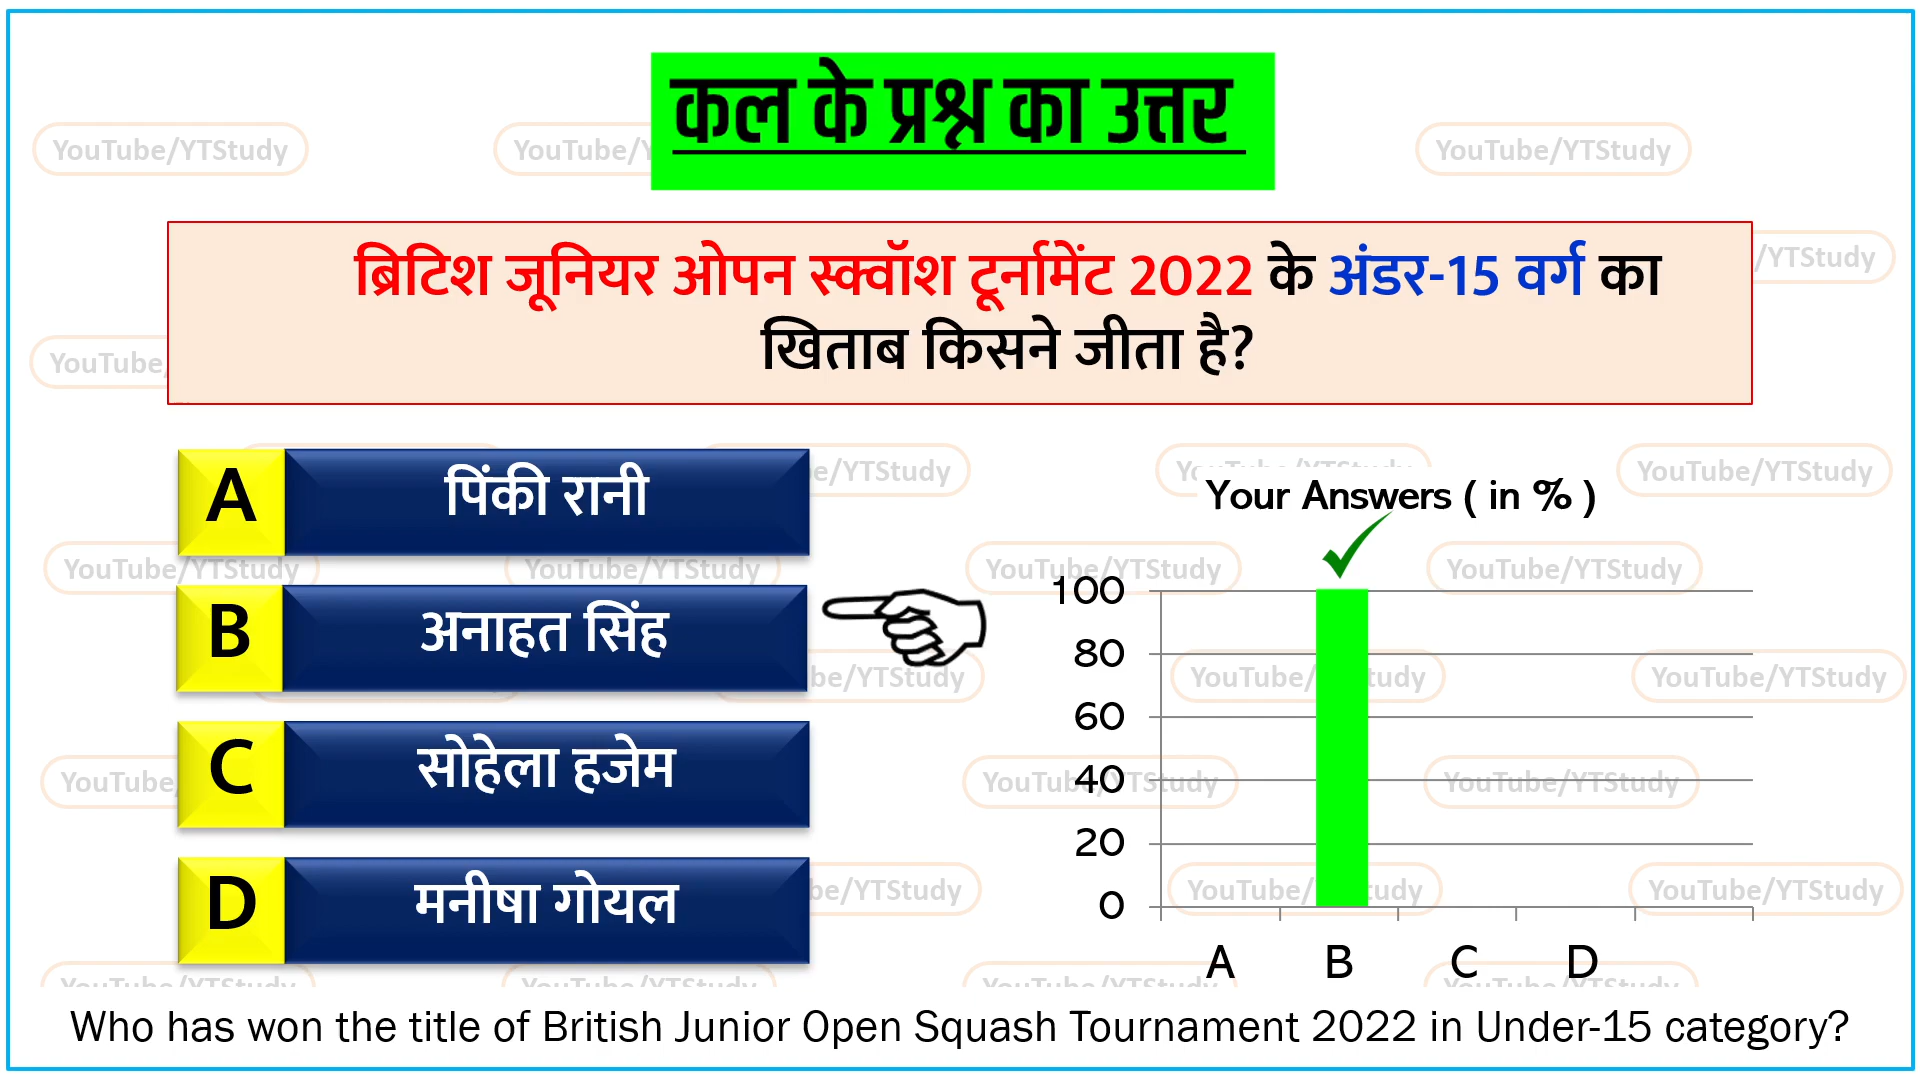 कल के प्रश्न का उत्तर
ब्रिटिश जूनियर ओपन स्क्वॉश टूर्नामेंट 2022 के अंडर-15 वर्ग का
खिताब किसने जीता है?
A पिंकी रानी
B अनाहत सिंह
C सोहेला हजेम
D मनीषा गोयल
Your Answers ( in % )
100
80
60
40
20
0
A B C D
Who has won the title of British Junior Open Squash Tournament 2022 in Under-15 category?
YouTube/YTStudy